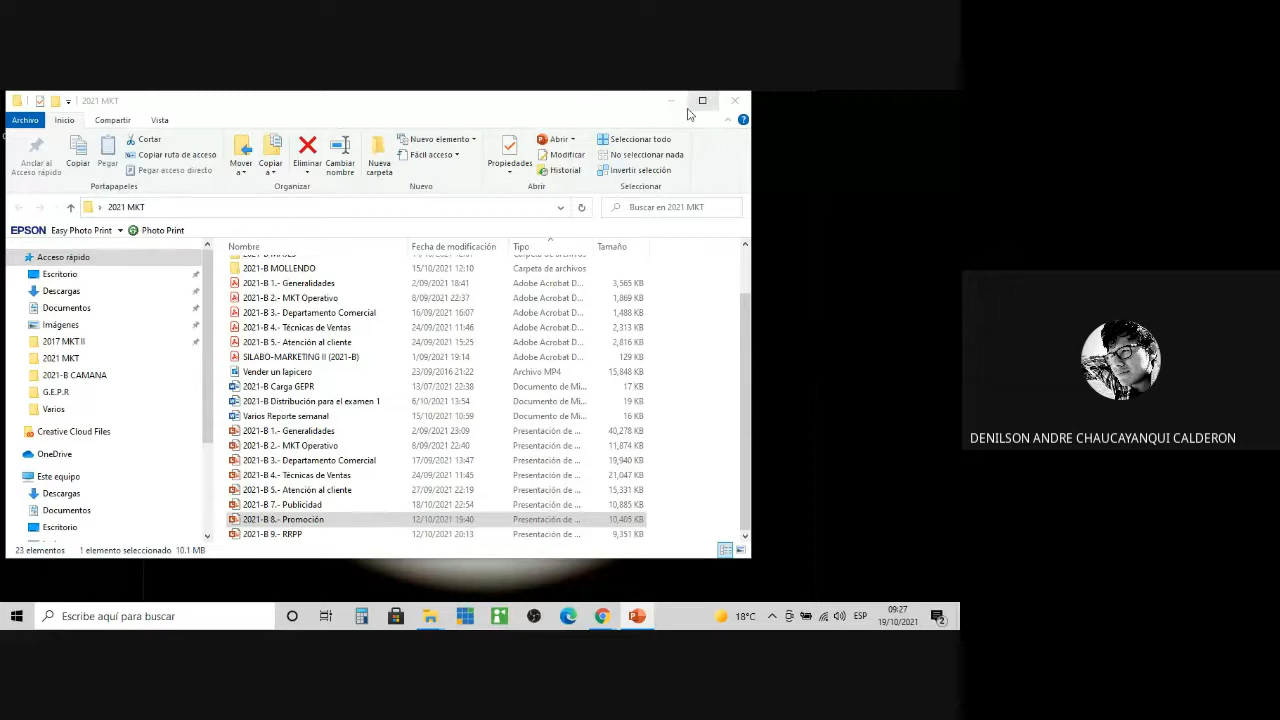 2021 MKT
Archivo Inicio Compartir Vista
Anclar al Acceso rápido
Copiar
Pegar
Cortar
Copiar ruta de acceso
Pegar acceso directo
Portapapeles
Mover a
Copiar a
Eliminar
Cambiar nombre
Organizar
Nueva carpeta
Nuevo elemento
Fácil acceso
Nuevo
Propiedades
Abrir
Modificar
Historial
Abrir
Seleccionar todo
No seleccionar nada
Invertir selección
Seleccionar
2021 MKT
Buscar en 2021 MKT
EPSON Easy Photo Print Photo Print
Acceso rápido
Escritorio
Descargas
Documentos
Imágenes
2017 MKT II
2021 MKT
2021-B CAMANA
G.E.P.R
Varios
Creative Cloud Files
OneDrive
Este equipo
Descargas
Documentos
Escritorio
Nombre Fecha de modificación Tipo Tamaño
2021-B MOLLENDO 15/10/2021 12:10 Carpeta de archivos
2021-B 1.- Generalidades 2/09/2021 18:41 Adobe Acrobat D... 3,565 KB
2021-B 2.- MKT Operativo 8/09/2021 22:37 Adobe Acrobat D... 1,869 KB
2021-B 3.- Departamento Comercial 16/09/2021 16:07 Adobe Acrobat D... 1,488 KB
2021-B 4.- Técnicas de Ventas 24/09/2021 11:46 Adobe Acrobat D... 2,313 KB
2021-B 5.- Atención al cliente 27/09/2021 15:25 Adobe Acrobat D... 2,816 KB
SILABO-MARKETING II (2021-B) 1/09/2021 19:14 Adobe Acrobat D... 129 KB
Vender un lapicero 23/09/2016 21:22 Archivo MP4 15,848 KB
2021-B Carga GEPR 13/07/2021 22:38 Documento de Mi... 17 KB
2021-B Distribución para el examen 1 6/10/2021 13:54 Documento de Mi... 19 KB
Varios Reporte semanal 15/10/2021 10:59 Documento de Mi... 16 KB
2021-B 1.- Generalidades 2/09/2021 23:09 Presentación de ... 40,278 KB
2021-B 2.- MKT Operativo 8/09/2021 22:40 Presentación de ... 11,874 KB
2021-B 3.- Departamento Comercial 17/09/2021 13:47 Presentación de ... 19,940 KB
2021-B 4.- Técnicas de Ventas 24/09/2021 11:45 Presentación de ... 21,047 KB
2021-B 5.- Atención al cliente 27/09/2021 22:19 Presentación de ... 15,331 KB
2021-B 7.- Publicidad 18/10/2021 22:54 Presentación de ... 10,885 KB
2021-B 8.- Promoción 12/10/2021 19:40 Presentación de ... 10,405 KB
2021-B 9.- RRPP 12/10/2021 20:13 Presentación de ... 9,351 KB
23 elementos 1 elemento seleccionado 10.1 MB
Escribe aquí para buscar
18°C
ESP
09:27
19/10/2021
2
DENILSON ANDRE CHAUCAYANQUI CALDERON